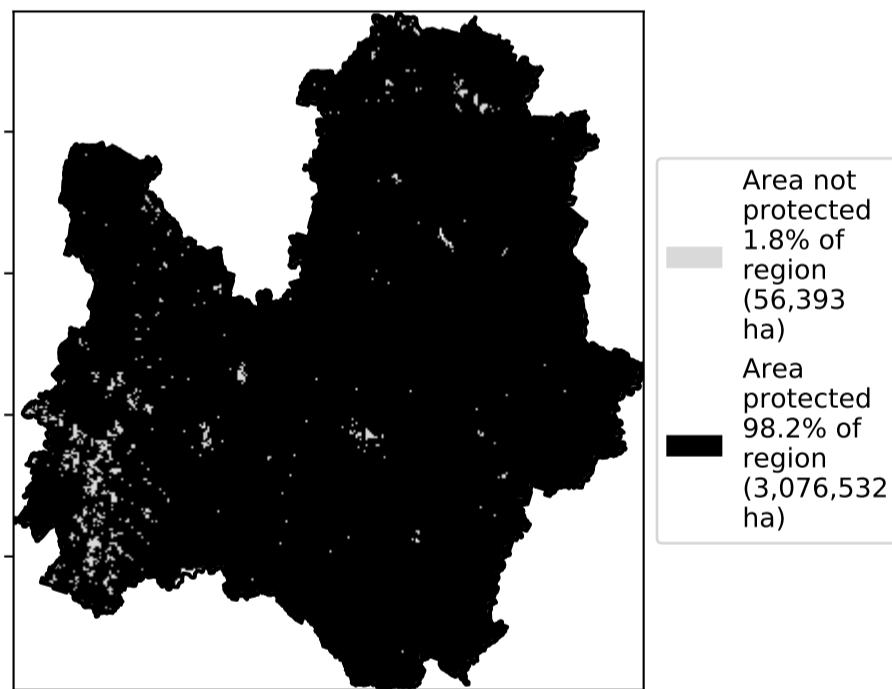 Area not
protected
1.8% of
region
(56,393
ha)
Area
protected
98.2% of
region
(3,076,532
ha)